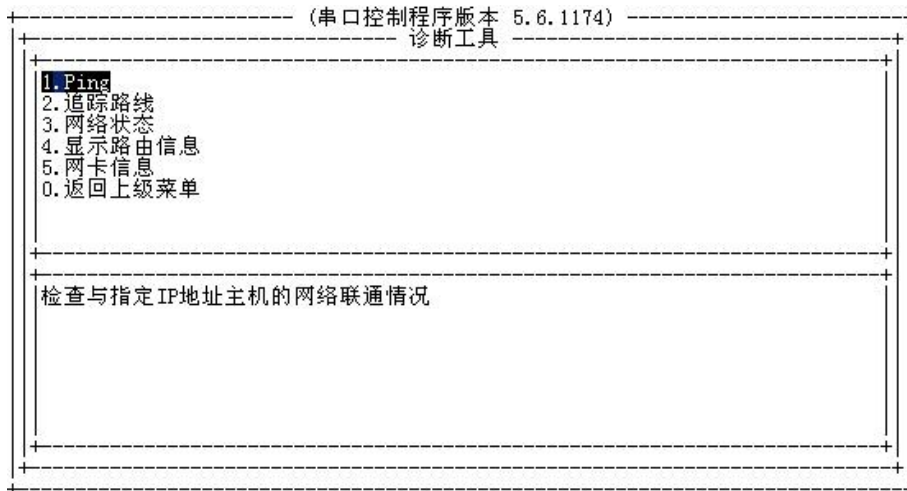 (串口控制程序版本 5.6.1174)
诊断工具
1.Ping
2.追踪路线
3.网络状态
4.显示路由信息
5.网卡信息
0.返回上级菜单
检查与指定IP地址主机的网络联通情况